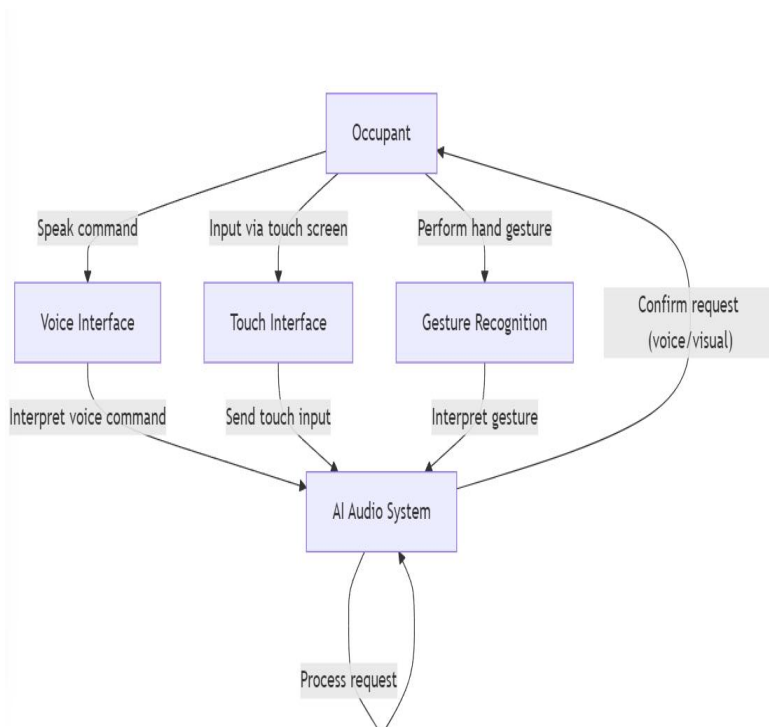 Occupant
Speak command
Input via touch screen
Perform hand gesture
Voice Interface
Touch Interface
Gesture Recognition
Confirm request
(voice/visual)
Interpret voice command
Send touch input
Interpret gesture
AI Audio System
Process request